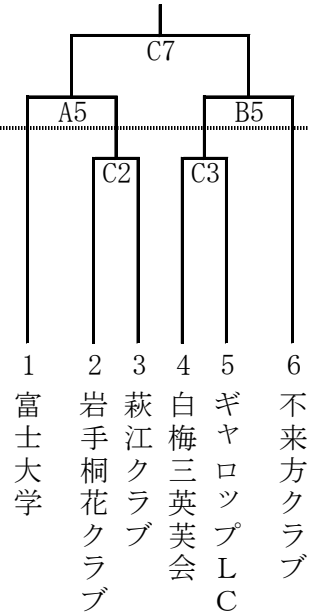 C7
A5
B5
C2
C3
1
2
3
4
5
6
富士大学
岩手桐花クラブ
萩江クラブ
白梅三英芙会
ギャロップLC
不来方クラブ